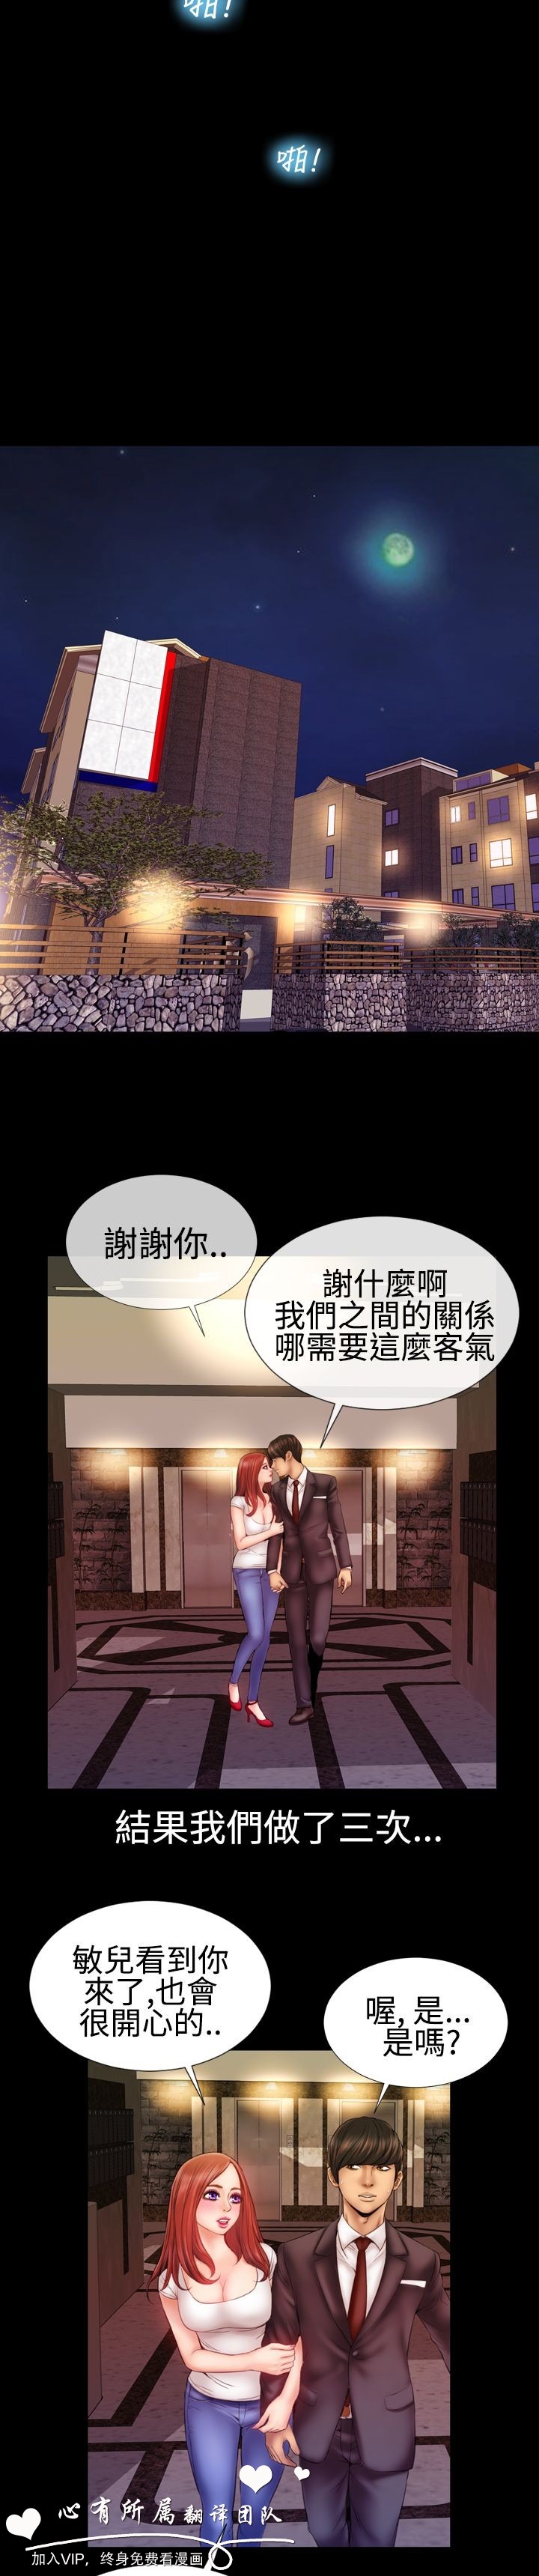 啪!
啪!
謝謝你..
謝什麼啊
我們之間的關係
哪需要這麼客氣
結果我們做了三次...
敏兒看到你
來了,也會
很開心的..
喔, 是...
是嗎?
心有所属翻译团队
加入VIP，终身免费看漫画